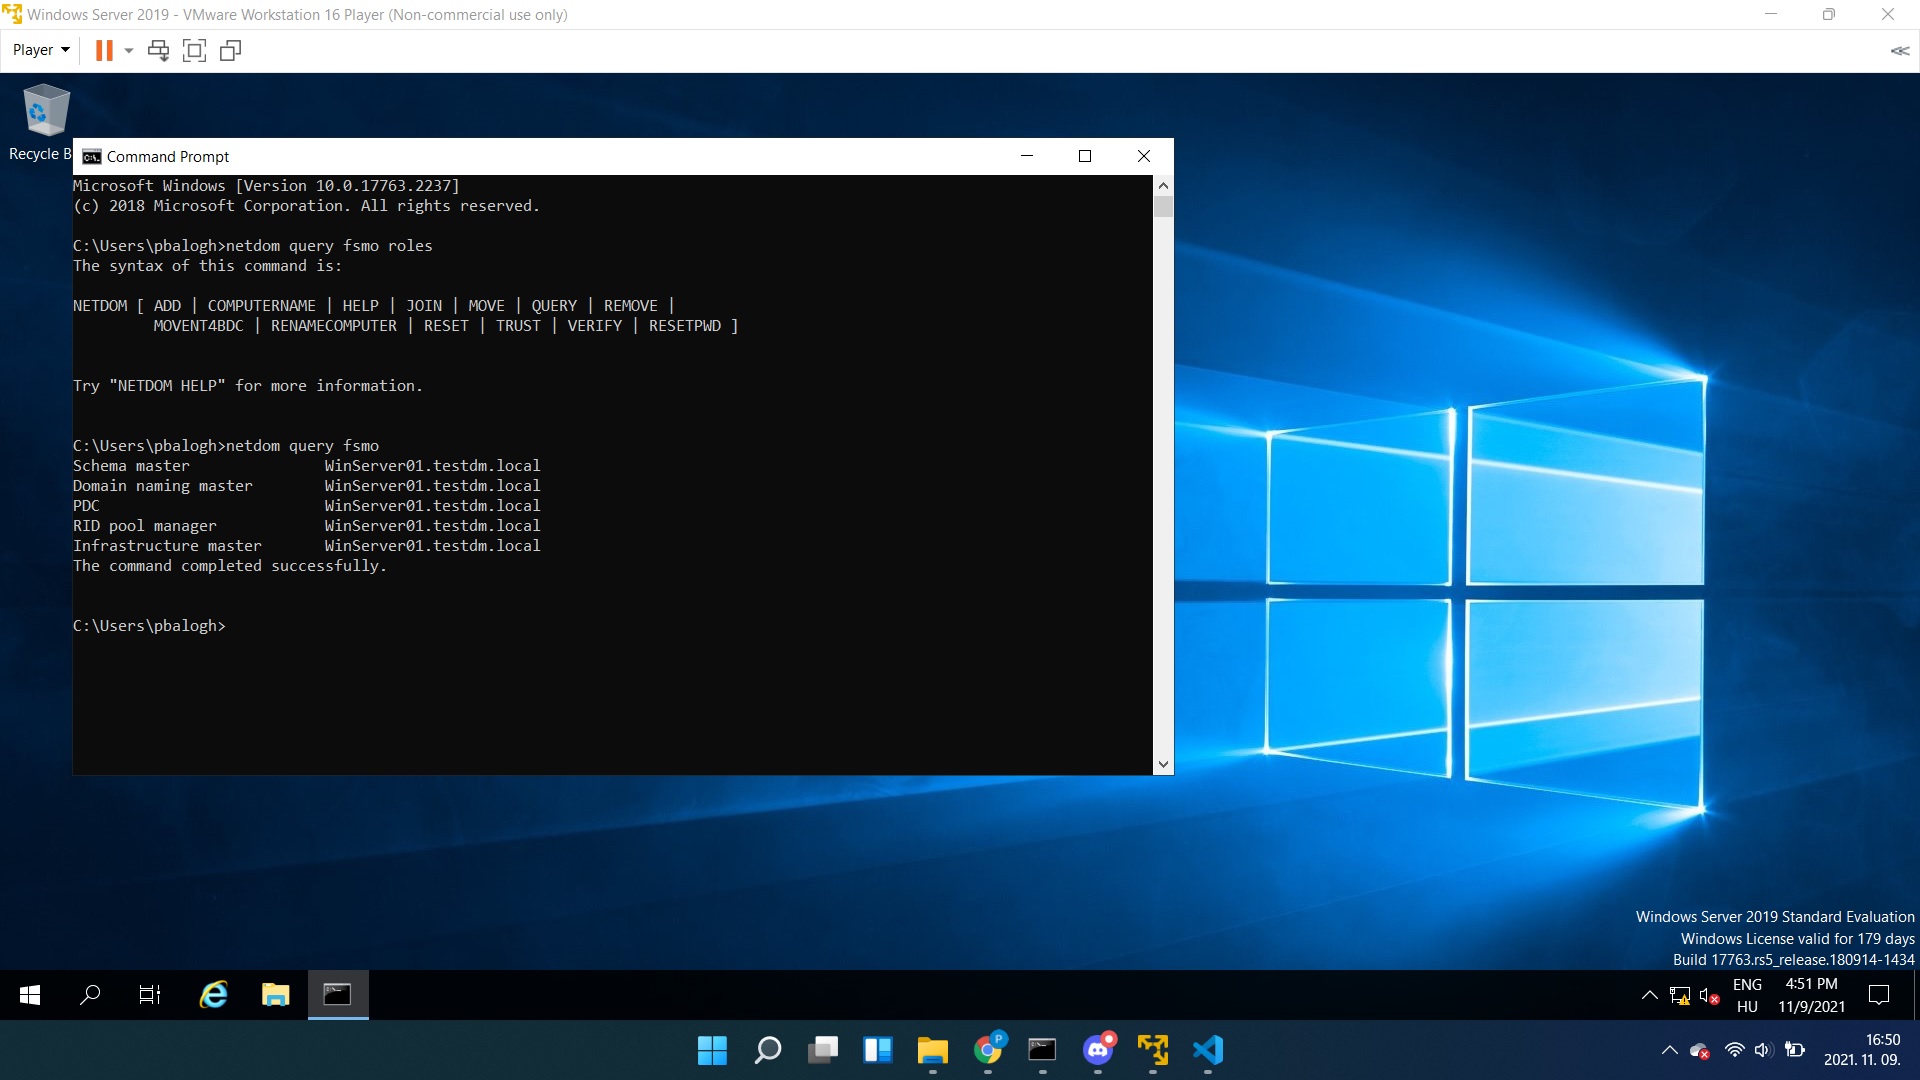 Windows Server 2019 - VMware Workstation 16 Player (Non-commercial use only)
Player
Recycle B
Command Prompt
Microsoft Windows [Version 10.0.17763.2237]
(c) 2018 Microsoft Corporation. All rights reserved.
C:\Users\pbalogh>netdom query fsmo roles
The syntax of this command is:
NETDOM [ ADD | COMPUTERNAME | HELP | JOIN | MOVE | QUERY | REMOVE |
MOVENT4BDC | RENAMECOMPUTER | RESET | TRUST | VERIFY | RESETPWD ]
Try "NETDOM HELP" for more information.
C:\Users\pbalogh>netdom query fsmo
Schema master WinServer01.testdm.local
Domain naming master WinServer01.testdm.local
PDC WinServer01.testdm.local
RID pool manager WinServer01.testdm.local
Infrastructure master WinServer01.testdm.local
The command completed successfully.
C:\Users\pbalogh>
Windows Server 2019 Standard Evaluation
Windows License valid for 179 days
Build 17763.rs5_release.180914-1434
ENG 4:51 PM
HU 11/9/2021
16:50
2021. 11. 09.